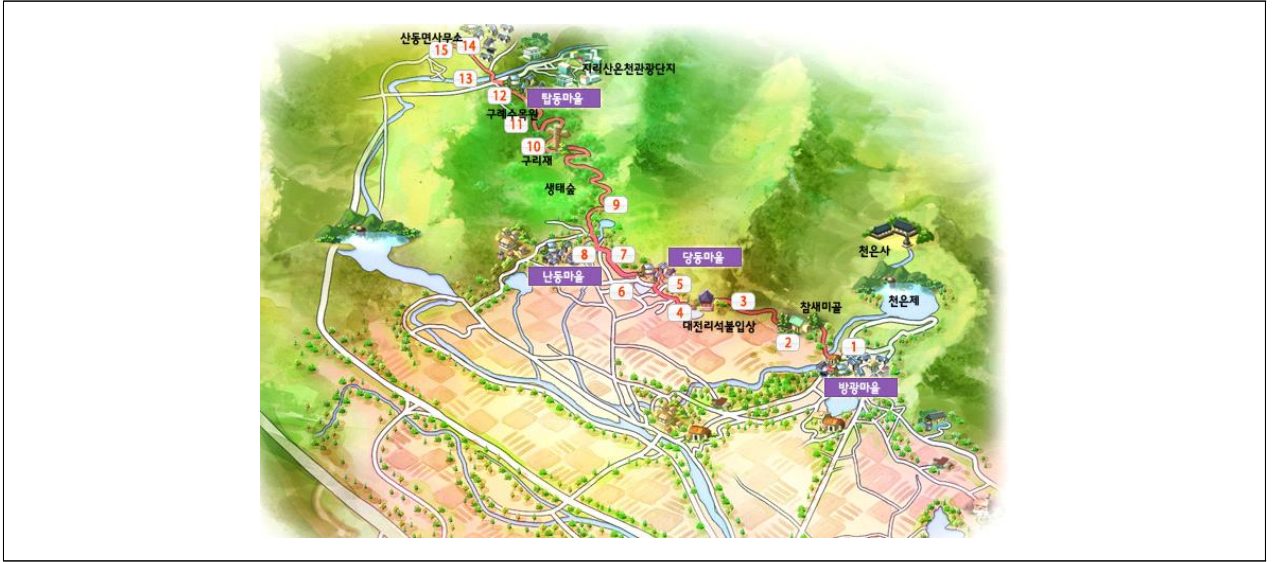 산동면사무소
14
15
지리산온천관광단지
13
12
탑동마을
구례수목원
11
10
구리재
생태숲
9
천은사
8
7
당동마을
난동마을
5
6
3
천은제
4
참새미골
대전리석불입상
2
1
방광마을